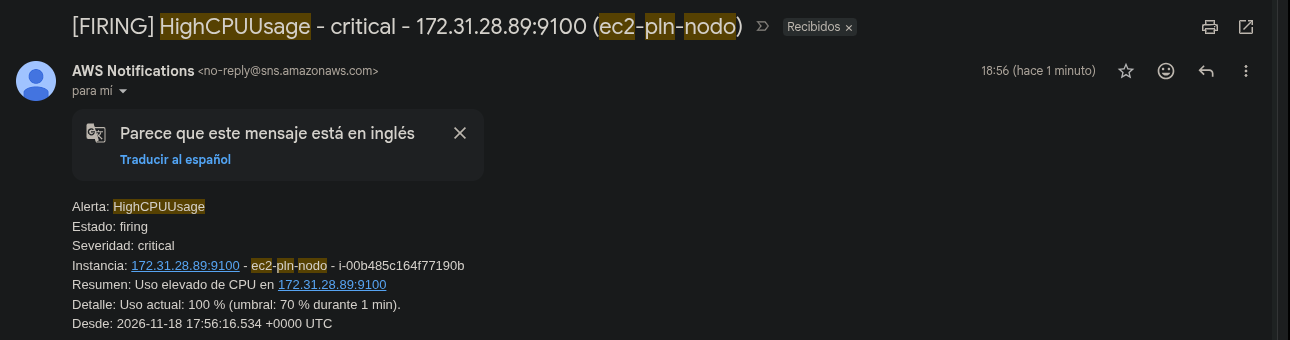 [FIRING] HighCPUUsage - critical - 172.31.28.89:9100 (ec2-pln-nodo)
Recibidos ×
AWS Notifications <no-reply@sns.amazonaws.com>
18:56 (hace 1 minuto)
para mí
Parece que este mensaje está en inglés
Traducir al español
Alerta: HighCPUUsage
Estado: firing
Severidad: critical
Instancia: 172.31.28.89:9100 - ec2-pln-nodo - i-00b485c164f77190b
Resumen: Uso elevado de CPU en 172.31.28.89:9100
Detalle: Uso actual: 100 % (umbral: 70 % durante 1 min).
Desde: 2026-11-18 17:56:16.534 +0000 UTC